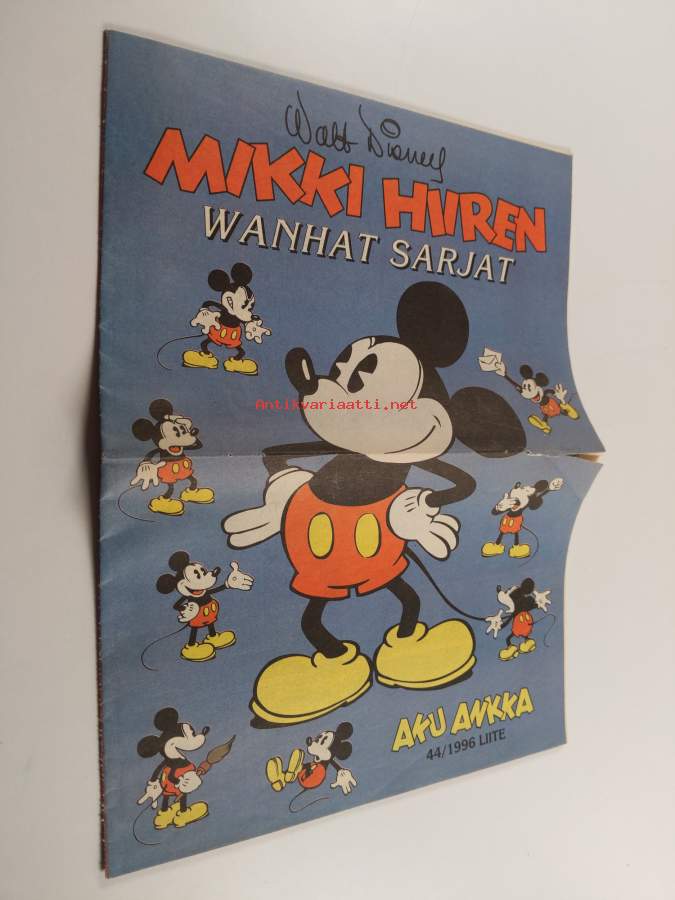 Walt Disney
MIKKI HIIREN
WANHAT SARJAT
Antikvariaatti.net
AKU ANKKA
44/1996 LIITE